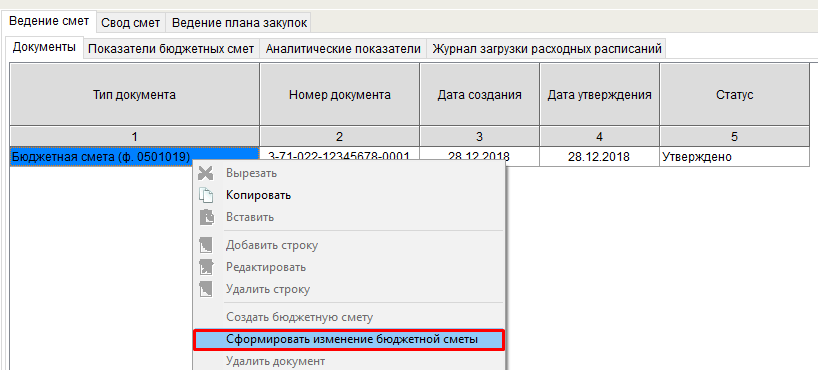 Ведение смет Свод смет Ведение плана закупок
Документы Показатели бюджетных смет Аналитические показатели Журнал загрузки расходных расписаний
Тип документа Номер документа Дата создания Дата утверждения Статус
1 2 3 4 5
Бюджетная смета (ф. 0501019) 3-71-022-12345678-0001 28.12.2018 28.12.2018 Утверждено
Вырезать
Копировать
Вставить
Добавить строку
Редактировать
Удалить строку
Создать бюджетную смету
Сформировать изменение бюджетной сметы
Удалить документ